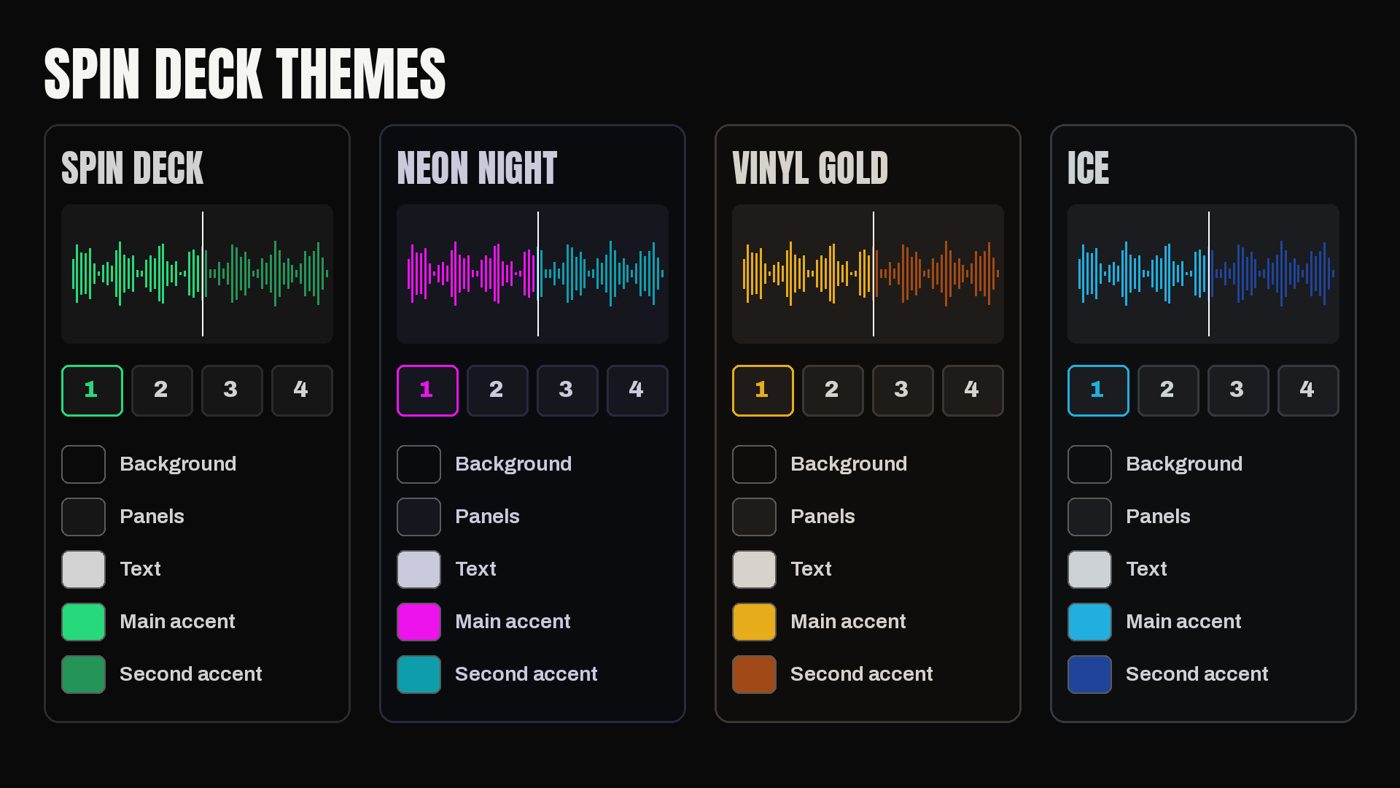 SPIN DECK THEMES
SPIN DECK
1 2 3 4
Background
Panels
Text
Main accent
Second accent
NEON NIGHT
1 2 3 4
Background
Panels
Text
Main accent
Second accent
VINYL GOLD
1 2 3 4
Background
Panels
Text
Main accent
Second accent
ICE
1 2 3 4
Background
Panels
Text
Main accent
Second accent